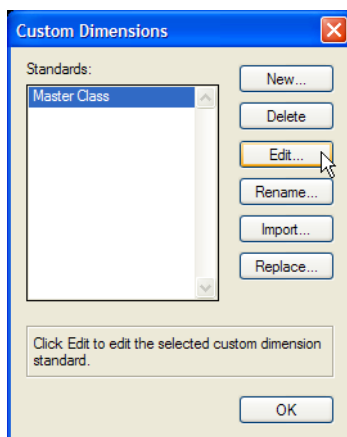 Custom Dimensions
Standards:
Master Class
New...
Delete
Edit...
Rename...
Import...
Replace...
Click Edit to edit the selected custom dimension
standard.
OK